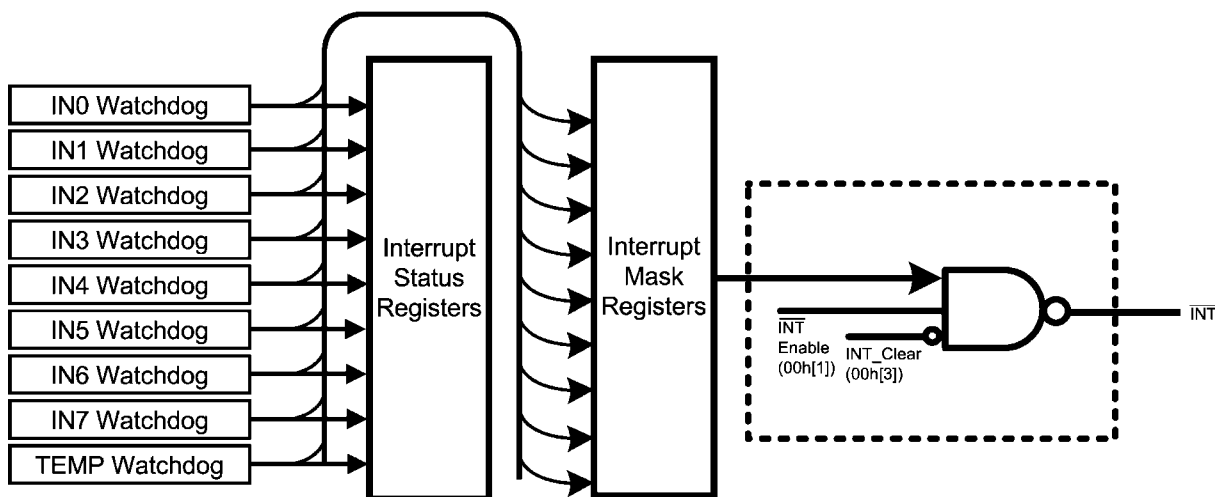 IN0 Watchdog
IN1 Watchdog
IN2 Watchdog
IN3 Watchdog
IN4 Watchdog
IN5 Watchdog
IN6 Watchdog
IN7 Watchdog
TEMP Watchdog
Interrupt
Status
Registers
Interrupt
Mask
Registers
INT
Enable
(00h[1])
INT_Clear
(00h[3])
INT